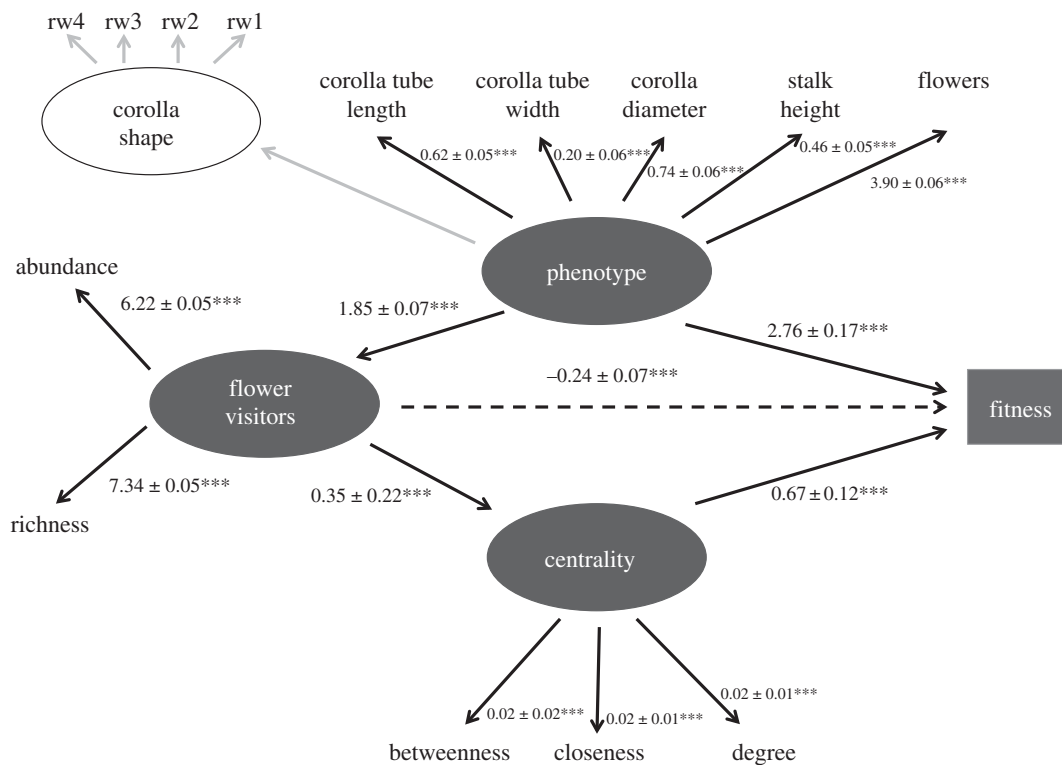 rw4 rw3 rw2 rw1
corolla
shape
corolla tube
length
corolla tube
width
corolla
diameter
stalk
height
flowers
0.62 ± 0.05***
0.20 ± 0.06***
0.74 ± 0.06***
0.46 ± 0.05***
3.90 ± 0.06***
phenotype
abundance
6.22 ± 0.05***
1.85 ± 0.07***
2.76 ± 0.17***
flower
visitors
–0.24 ± 0.07***
fitness
7.34 ± 0.05***
richness
0.35 ± 0.22***
0.67 ± 0.12***
centrality
0.02 ± 0.02***
0.02 ± 0.01***
0.02 ± 0.01***
betweenness
closeness
degree